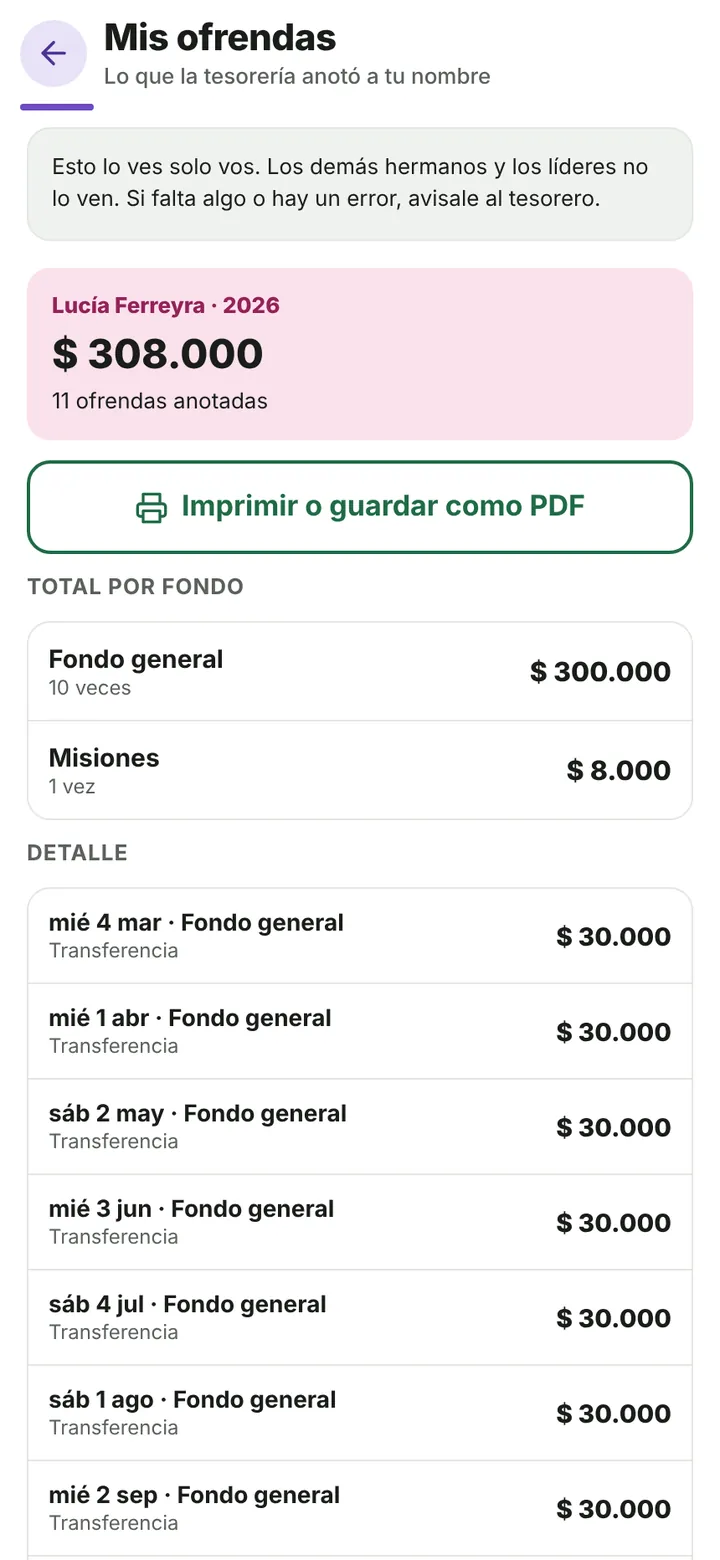 Mis ofrendas
Lo que la tesorería anotó a tu nombre
Esto lo ves solo vos. Los demás hermanos y los líderes no
lo ven. Si falta algo o hay un error, avisale al tesorero.
Lucía Ferreyra · 2026
$ 308.000
11 ofrendas anotadas
Imprimir o guardar como PDF
TOTAL POR FONDO
Fondo general
$ 300.000
10 veces
Misiones
$ 8.000
1 vez
DETALLE
mié 4 mar · Fondo general
$ 30.000
Transferencia
mié 1 abr · Fondo general
$ 30.000
Transferencia
sáb 2 may · Fondo general
$ 30.000
Transferencia
mié 3 jun · Fondo general
$ 30.000
Transferencia
sáb 4 jul · Fondo general
$ 30.000
Transferencia
sáb 1 ago · Fondo general
$ 30.000
Transferencia
mié 2 sep · Fondo general
$ 30.000
Transferencia